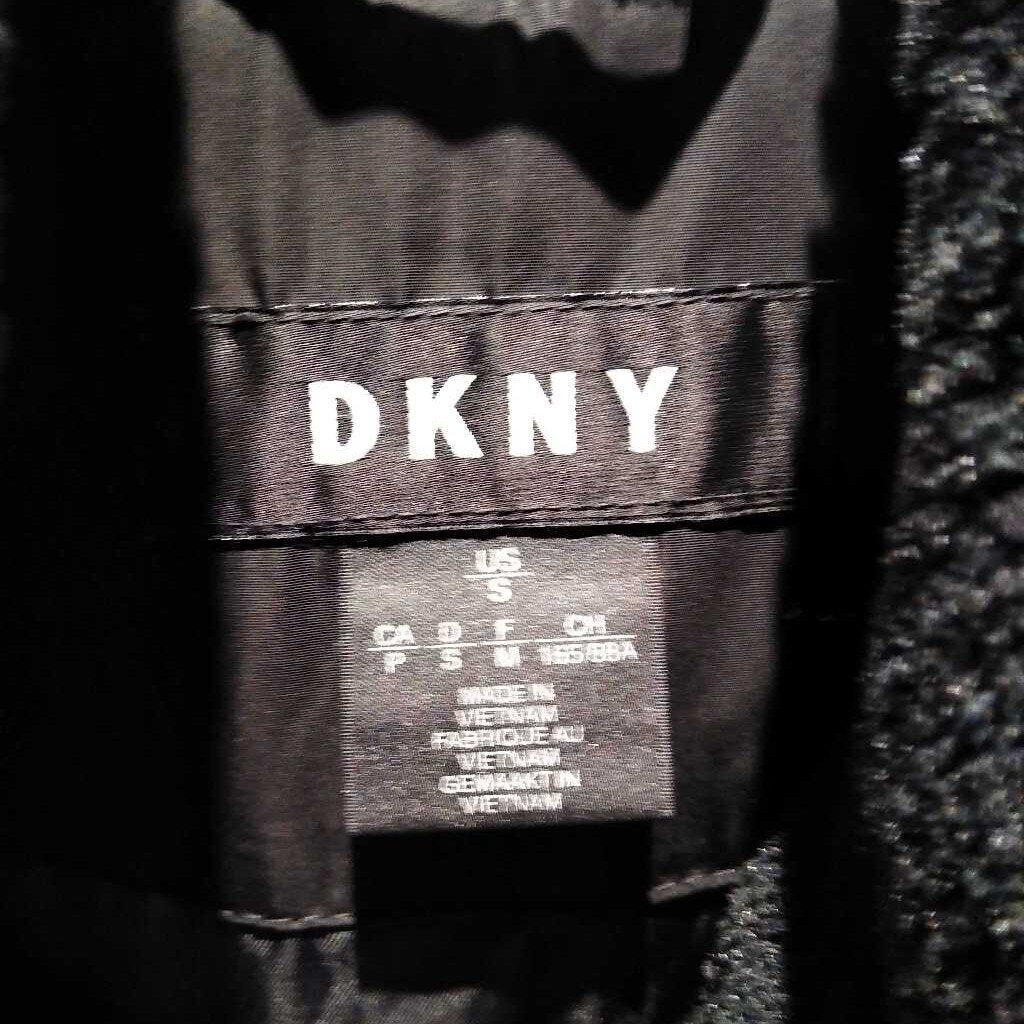 DKNY
US
S
CA D F CH
P S M 165/88A
MADE IN
VIETNAM
FABRIQUE AU
VIETNAM
GEMAAKT IN
VIETNAM